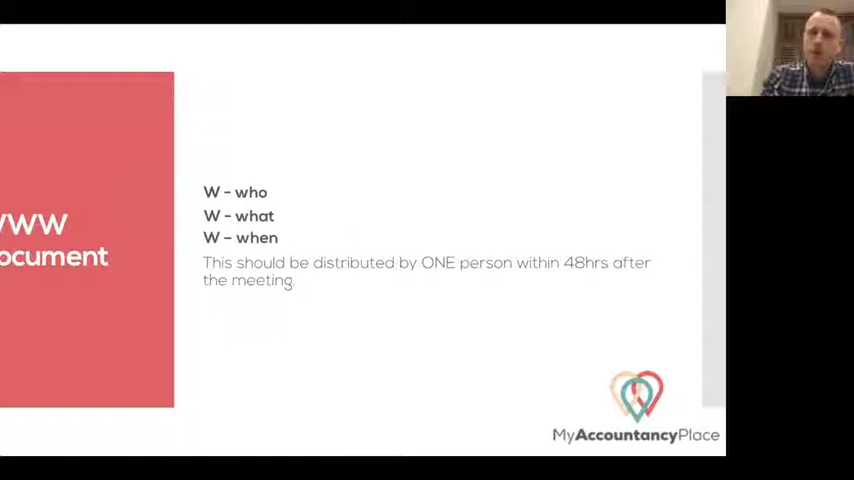 WWW
ocument
W - who
W - what
W - when
This should be distributed by ONE person within 48hrs after
the meeting.
MyAccountancyPlace